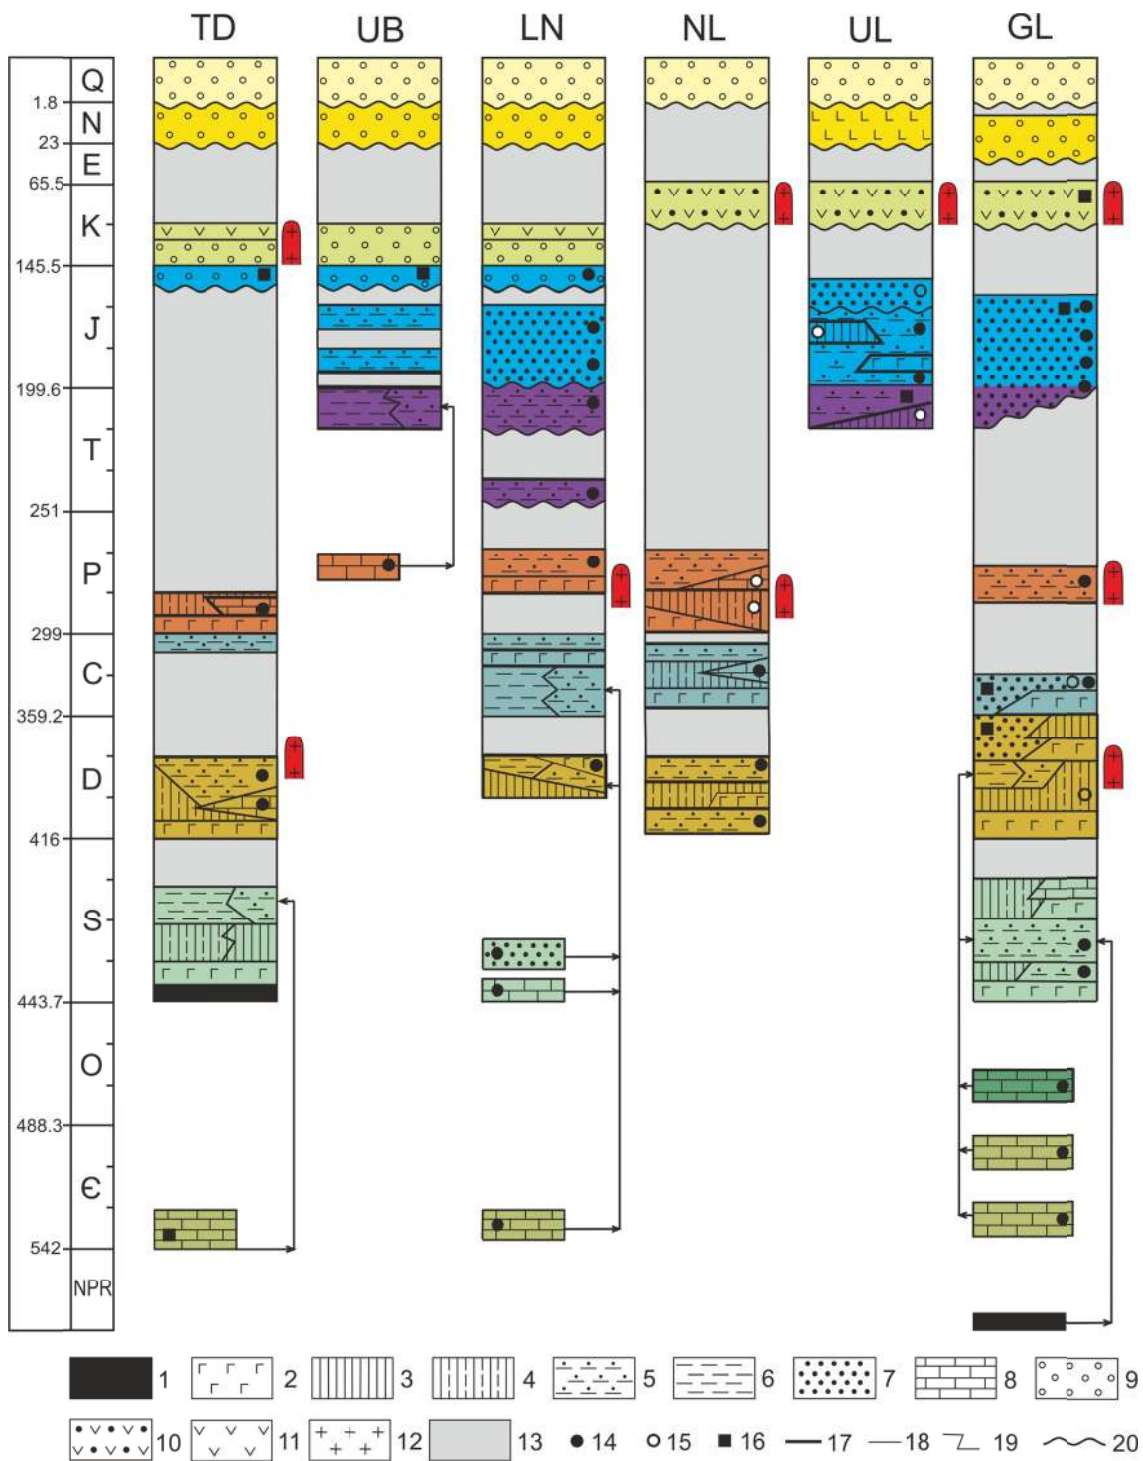 TD UB LN NL UL GL
Q
1.8
N
23
E
65.5
K
145.5
J
199.6
T
251
P
299
C
359.2
D
416
S
443.7
O
488.3
Є
542
NPR
1 2 3 4 5 6 7 8 9
10 11 12 13 14 15 16 17 18 19 20